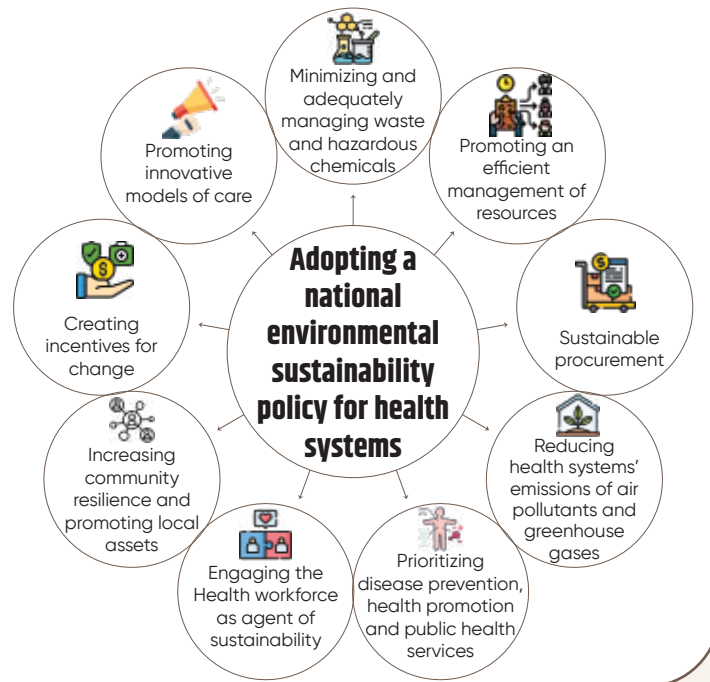 Adopting a
national
environmental
sustainability
policy for health
systems
Minimizing and
adequately
managing waste
and hazardous
chemicals
Promoting an
efficient
management of
resources
Sustainable
procurement
Reducing
health systems’
emissions of air
pollutants and
greenhouse
gases
Prioritizing
disease prevention,
health promotion
and public health
services
Engaging the
Health workforce
as agent of
sustainability
Increasing
community
resilience and
promoting local
assets
Creating
incentives for
change
Promoting
innovative
models of care